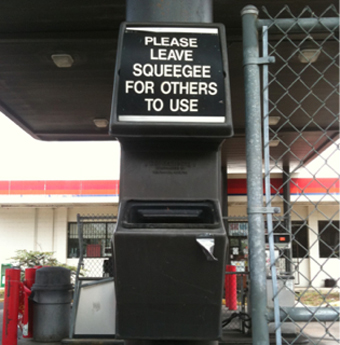 PLEASE
LEAVE
SQUEEGEE
FOR OTHERS
TO USE